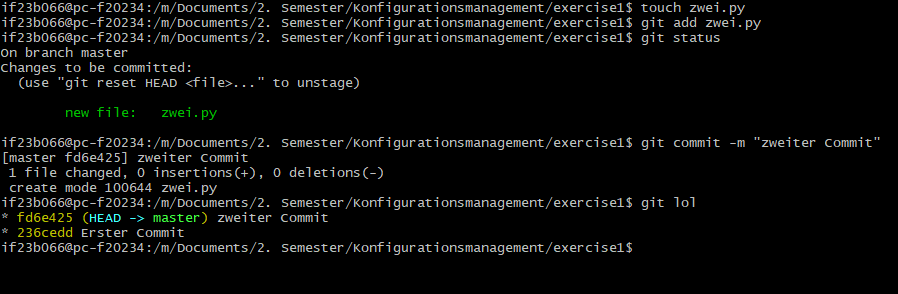 if23b066@pc-f20234:/m/Documents/2. Semester/Konfigurationsmanagement/exercise1$ touch zwei.py
if23b066@pc-f20234:/m/Documents/2. Semester/Konfigurationsmanagement/exercise1$ git add zwei.py
if23b066@pc-f20234:/m/Documents/2. Semester/Konfigurationsmanagement/exercise1$ git status
On branch master
Changes to be committed:
  (use "git reset HEAD <file>..." to unstage)
        new file:   zwei.py
if23b066@pc-f20234:/m/Documents/2. Semester/Konfigurationsmanagement/exercise1$ git commit -m "zweiter Commit"
[master fd6e425] zweiter Commit
 1 file changed, 0 insertions(+), 0 deletions(-)
 create mode 100644 zwei.py
if23b066@pc-f20234:/m/Documents/2. Semester/Konfigurationsmanagement/exercise1$ git lol
* fd6e425 (HEAD -> master) zweiter Commit
* 236cedd Erster Commit
if23b066@pc-f20234:/m/Documents/2. Semester/Konfigurationsmanagement/exercise1$